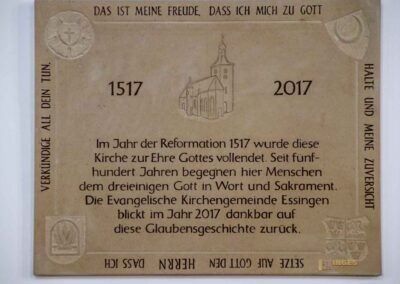 DAS IST MEINE FREUDE, DASS ICH MICH ZU GOTT
HALTE UND MEINE ZUVERSICHT
SETZE AUF GOTT DEN HERRN DASS ICH
VERKÜNDIGE ALL DEIN TUN.
1517 2017
Im Jahr der Reformation 1517 wurde diese
Kirche zur Ehre Gottes vollendet. Seit fünf-
hundert Jahren begegnen hier Menschen
dem dreieinigen Gott in Wort und Sakrament.
Die Evangelische Kirchengemeinde Essingen
blickt im Jahr 2017 dankbar auf
diese Glaubensgeschichte zurück.